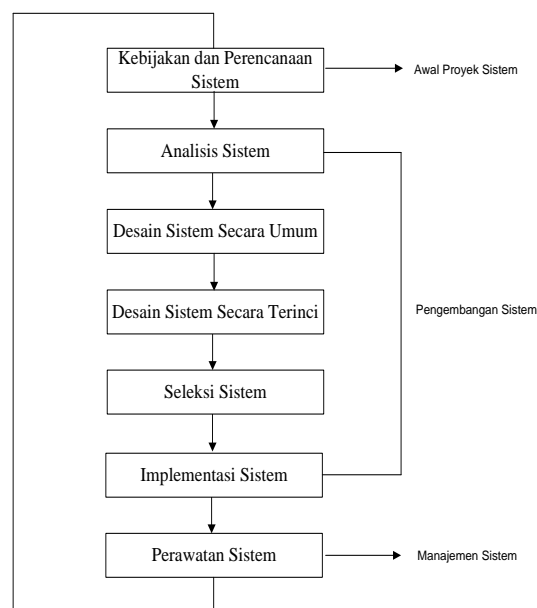 Kebijakan dan Perencanaan
Sistem
Awal Proyek Sistem
Analisis Sistem
Desain Sistem Secara Umum
Desain Sistem Secara Terinci
Pengembangan Sistem
Seleksi Sistem
Implementasi Sistem
Perawatan Sistem
Manajemen Sistem